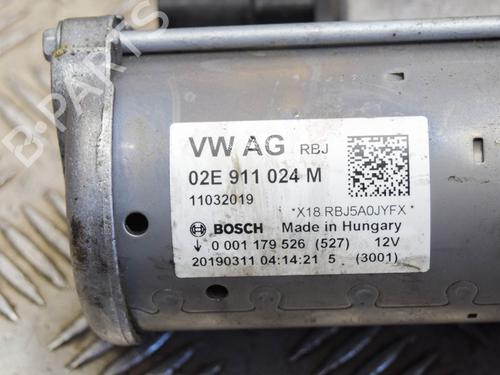 VW AG RBJ
02E 911 024 M
11032019
*X18 RBJ5A0JYFX*
BOSCH Made in Hungary
0 001 179 526 (527) 12V
20190311 04:14:21 5 (3001)